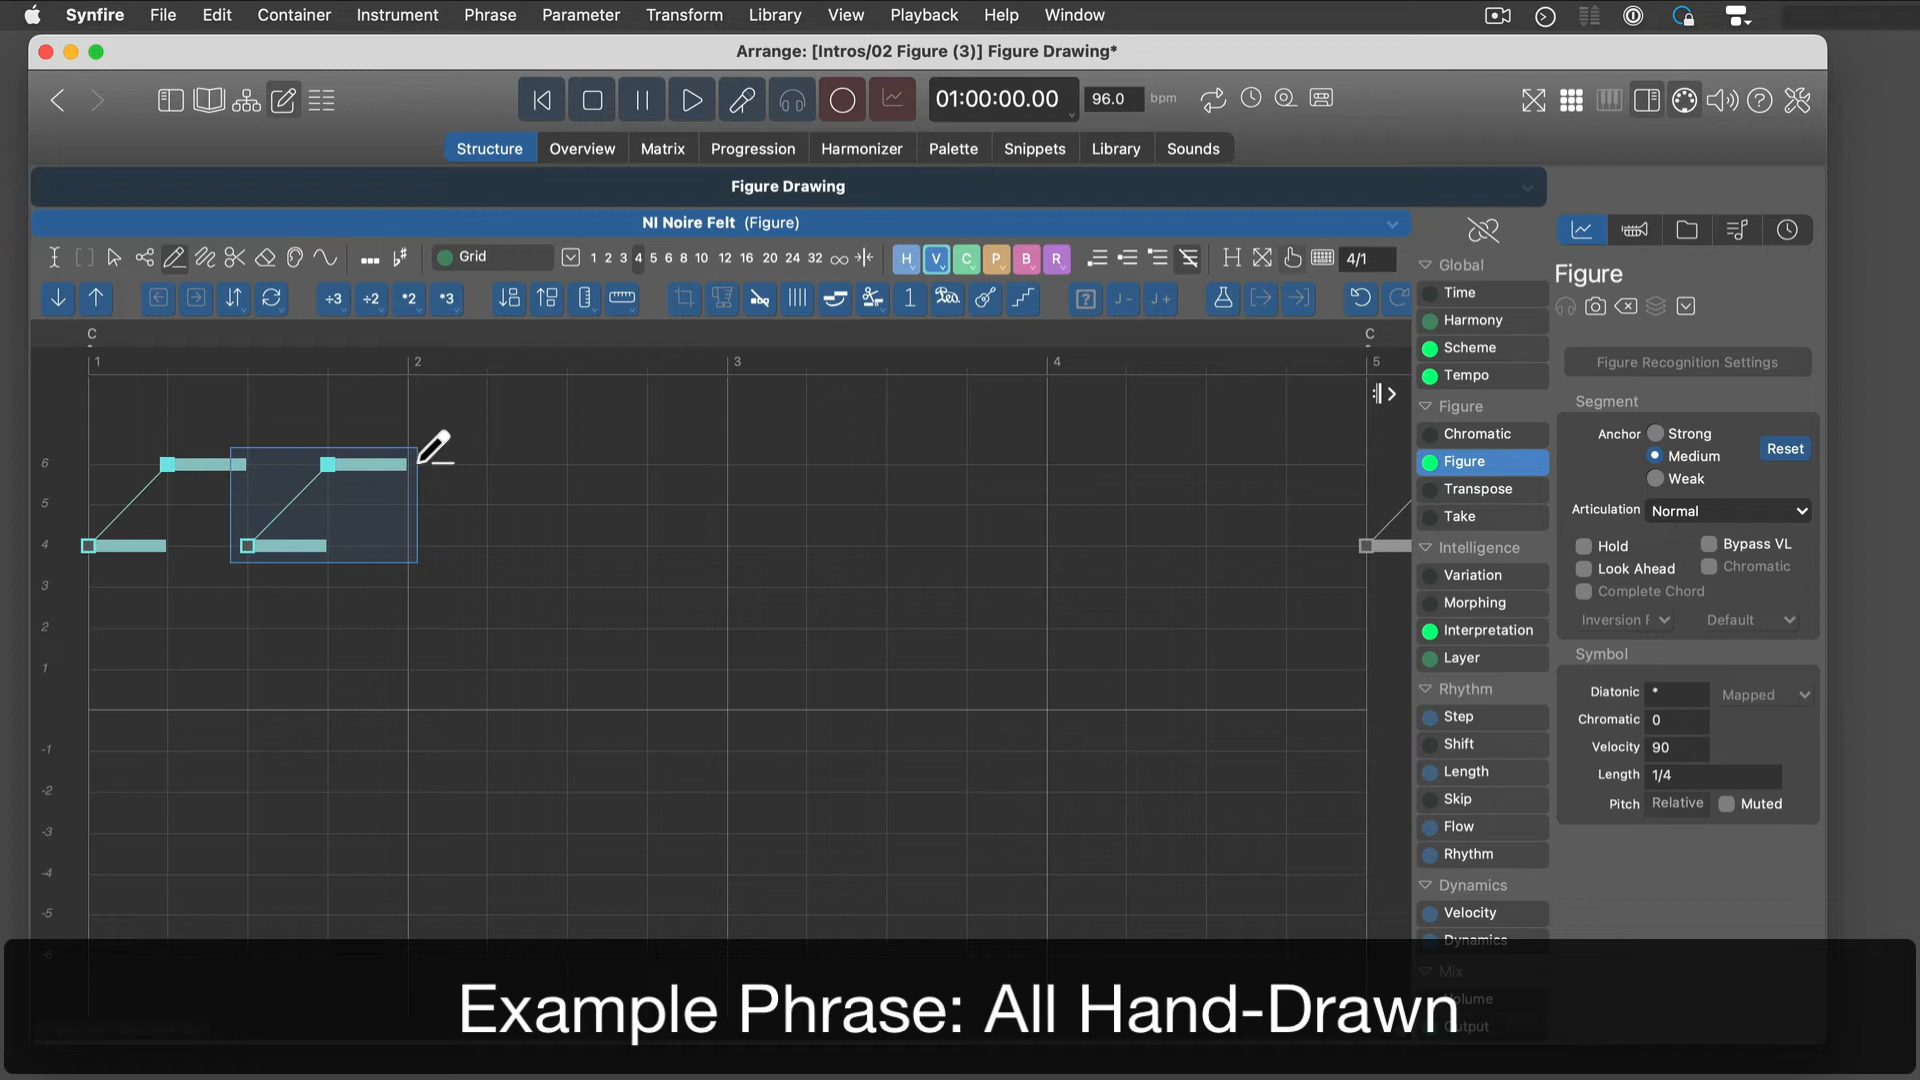 Synfire File Edit Container Instrument Phrase Parameter Transform Library View Playback Help Window
Arrange: [Intros/02 Figure (3)] Figure Drawing*
01:00:00.00 96.0 bpm
Structure Overview Matrix Progression Harmonizer Palette Snippets Library Sounds
Figure Drawing
NI Noire Felt (Figure)
Grid 1 2 3 4 5 6 8 10 12 16 20 24 32 ∞ H V C P B R 4/1
÷3 ÷2 *2 *3 1 ? J- J+
C C
1 2 3 4 5
6
5
4
3
2
1
-1
-2
-3
-4
-5
-6
Global
Time
Harmony
Scheme
Tempo
Figure
Chromatic
Figure
Transpose
Take
Intelligence
Variation
Morphing
Interpretation
Layer
Rhythm
Step
Shift
Length
Skip
Flow
Rhythm
Dynamics
Velocity
Dynamics
Mix
Volume
Output
Figure
Figure Recognition Settings
Segment
Anchor Strong
Medium Reset
Weak
Articulation Normal
Hold Bypass VL
Look Ahead Chromatic
Complete Chord
Inversion Default
Symbol
Diatonic * Mapped
Chromatic 0
Velocity 90
Length 1/4
Pitch Relative Muted
Example Phrase: All Hand-Drawn